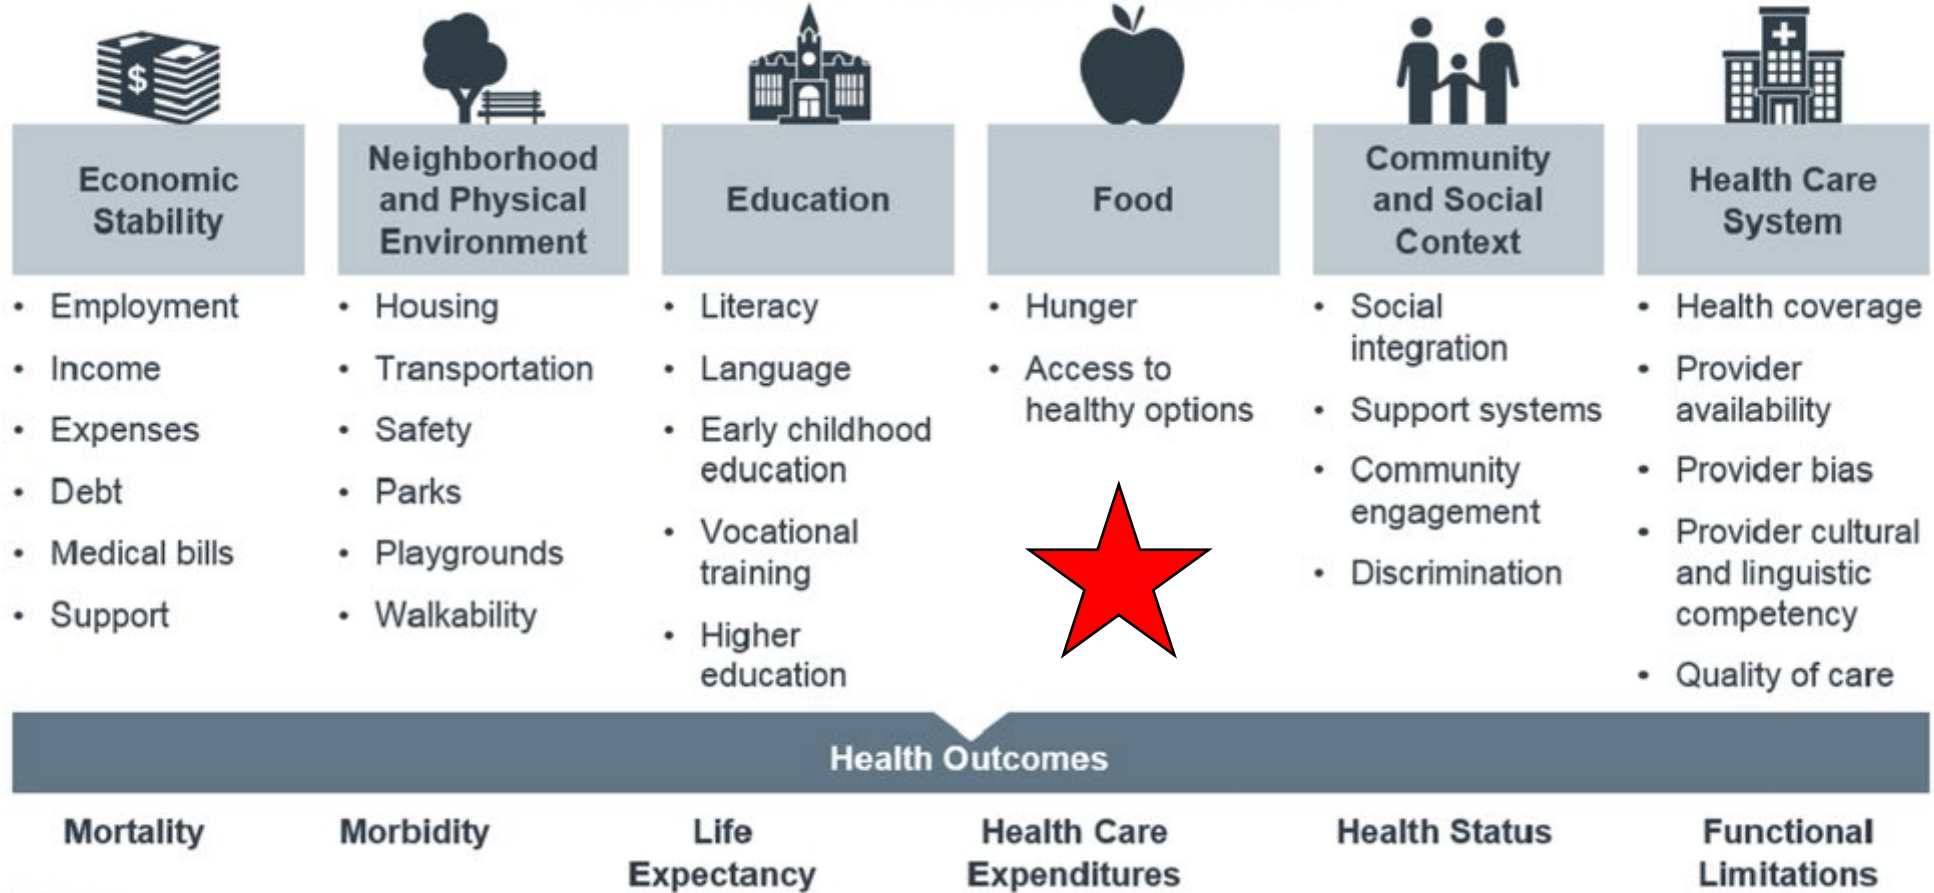 $
Economic
Stability
• Employment
• Income
• Expenses
• Debt
• Medical bills
• Support
Neighborhood
and Physical
Environment
• Housing
• Transportation
• Safety
• Parks
• Playgrounds
• Walkability
Education
• Literacy
• Language
• Early childhood
education
• Vocational
training
• Higher
education
Food
• Hunger
• Access to
healthy options
Community
and Social
Context
• Social
integration
• Support systems
• Community
engagement
• Discrimination
Health Care
System
• Health coverage
• Provider
availability
• Provider bias
• Provider cultural
and linguistic
competency
• Quality of care
Health Outcomes
Mortality
Morbidity
Life
Expectancy
Health Care
Expenditures
Health Status
Functional
Limitations